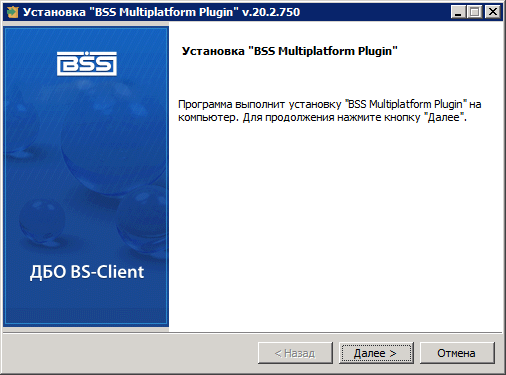 Установка "BSS Multiplatform Plugin" v.20.2.750
BSS
Установка "BSS Multiplatform Plugin"
Программа выполнит установку "BSS Multiplatform Plugin" на
компьютер. Для продолжения нажмите кнопку "Далее".
ДБО BS-Client
< Назад
Далее >
Отмена